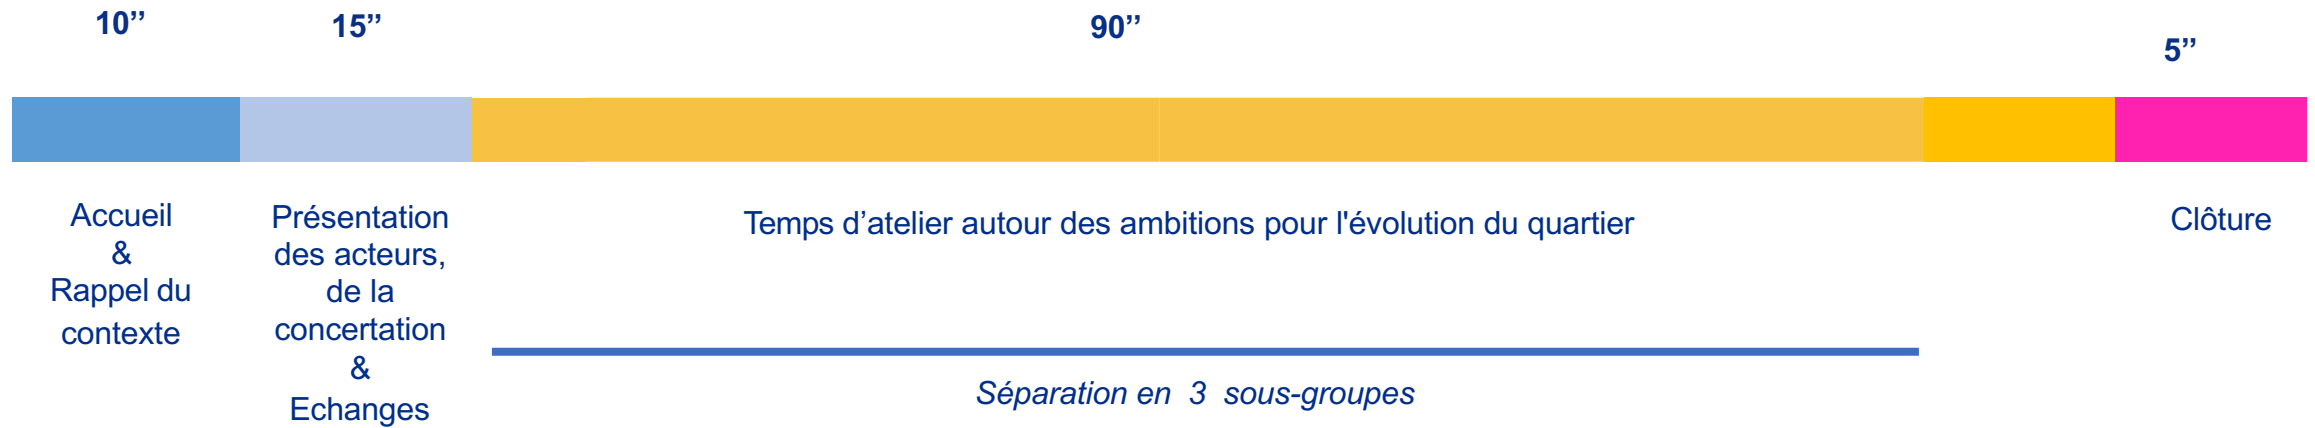 10’’
15’’
90’’
5’’
Accueil
&
Rappel du
contexte
Présentation
des acteurs,
de la
concertation
&
Echanges
Temps d’atelier autour des ambitions pour l'évolution du quartier
Séparation en  3  sous-groupes
Clôture